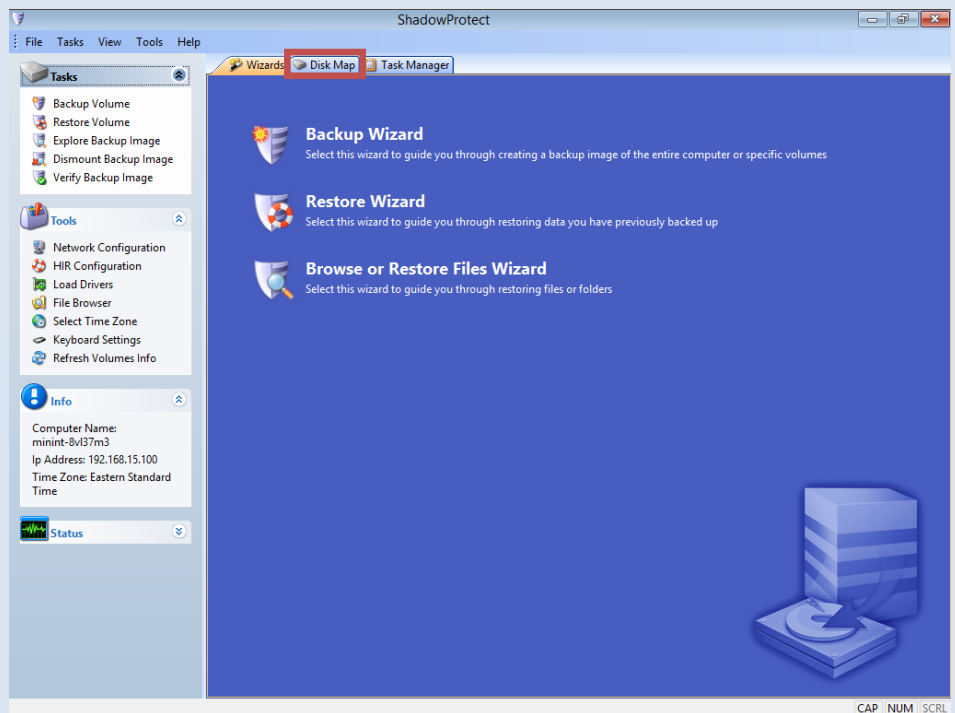 ShadowProtect
File Tasks View Tools Help
Wizards Disk Map Task Manager
Tasks
Backup Volume
Restore Volume
Explore Backup Image
Dismount Backup Image
Verify Backup Image
Tools
Network Configuration
HIR Configuration
Load Drivers
File Browser
Select Time Zone
Keyboard Settings
Refresh Volumes Info
Info
Computer Name:
minint-8vl37m3
Ip Address: 192.168.15.100
Time Zone: Eastern Standard
Time
Status
Backup Wizard
Select this wizard to guide you through creating a backup image of the entire computer or specific volumes
Restore Wizard
Select this wizard to guide you through restoring data you have previously backed up
Browse or Restore Files Wizard
Select this wizard to guide you through restoring files or folders
CAP NUM SCRL